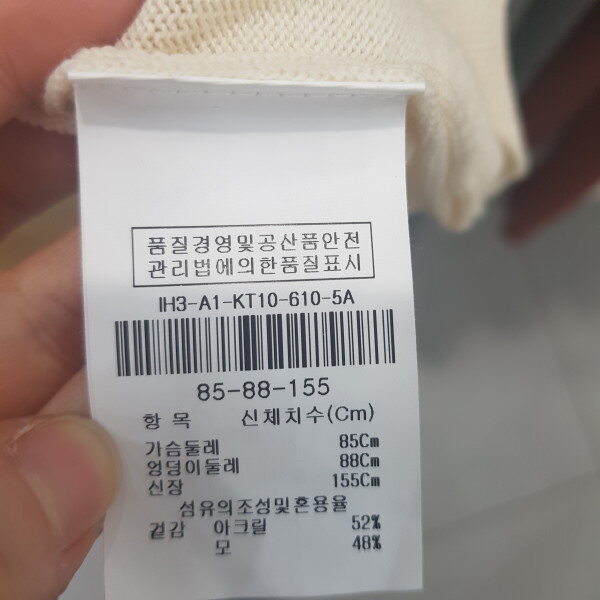 품질경영및공산품안전
관리법에의한품질표시
IH3-A1-KT10-610-5A
85-88-155
항 목 신체치수(Cm)
가슴둘레 85Cm
엉덩이둘레 88Cm
신장 155Cm
섬유의조성및혼용율
겉감 아크릴 52%
모 48%